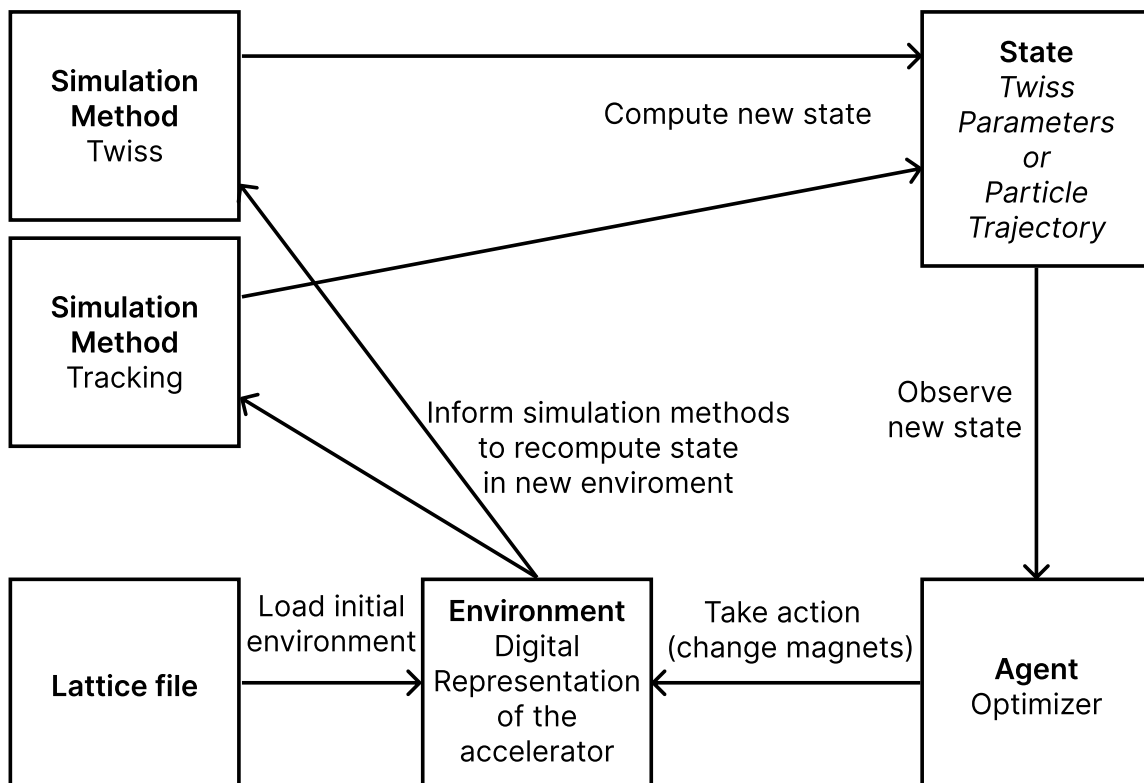 Simulation
Method
Twiss
Compute new state
State
Twiss
Parameters
or
Particle
Trajectory
Simulation
Method
Tracking
Inform simulation methods
to recompute state
in new enviroment
Observe
new state
Lattice file
Load initial
environment
Environment
Digital
Representation
of the
accelerator
Take action
(change magnets)
Agent
Optimizer